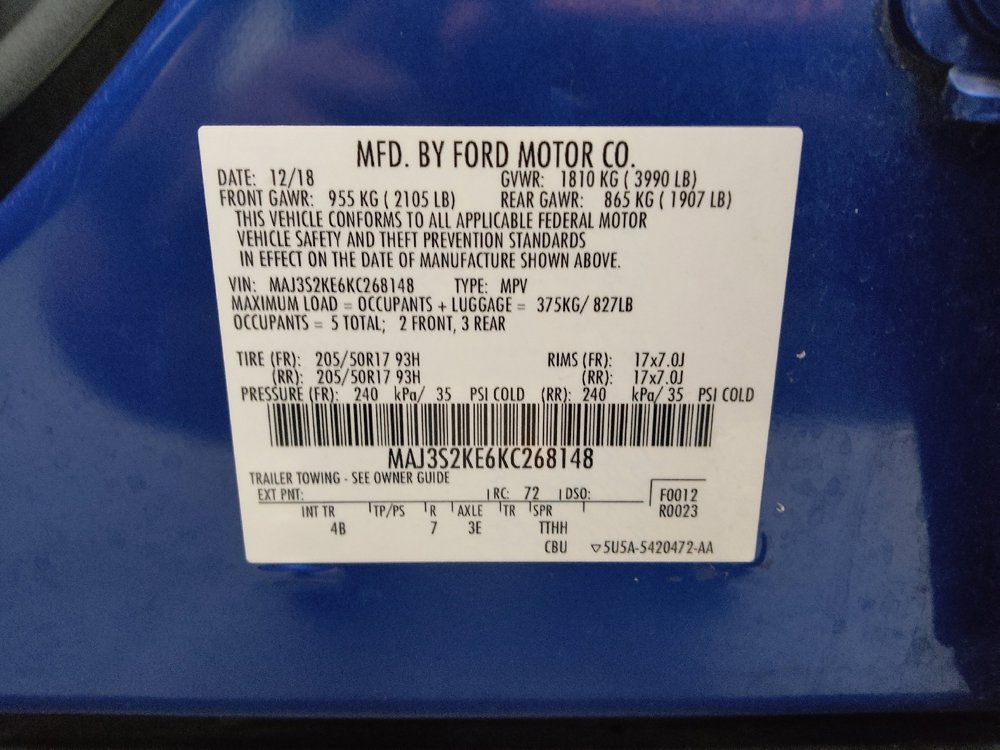 MFD. BY FORD MOTOR CO.
DATE: 12/18 GVWR: 1810 KG ( 3990 LB)
FRONT GAWR: 955 KG ( 2105 LB) REAR GAWR: 865 KG ( 1907 LB)
THIS VEHICLE CONFORMS TO ALL APPLICABLE FEDERAL MOTOR
VEHICLE SAFETY AND THEFT PREVENTION STANDARDS
IN EFFECT ON THE DATE OF MANUFACTURE SHOWN ABOVE.
VIN: MAJ3S2KE6KC268148 TYPE: MPV
MAXIMUM LOAD = OCCUPANTS + LUGGAGE = 375KG/ 827LB
OCCUPANTS = 5 TOTAL; 2 FRONT, 3 REAR
TIRE (FR): 205/50R17 93H RIMS (FR): 17x7.0J
(RR): 205/50R17 93H (RR): 17x7.0J
PRESSURE (FR): 240 kPa/ 35 PSI COLD (RR): 240 kPa/ 35 PSI COLD
MAJ3S2KE6KC268148
TRAILER TOWING - SEE OWNER GUIDE
EXT PNT: RC: 72 DSO: F0012
INT TR TP/PS R AXLE TR SPR R0023
4B 7 3E TTHH
CBU ▽5U5A-5420472-AA